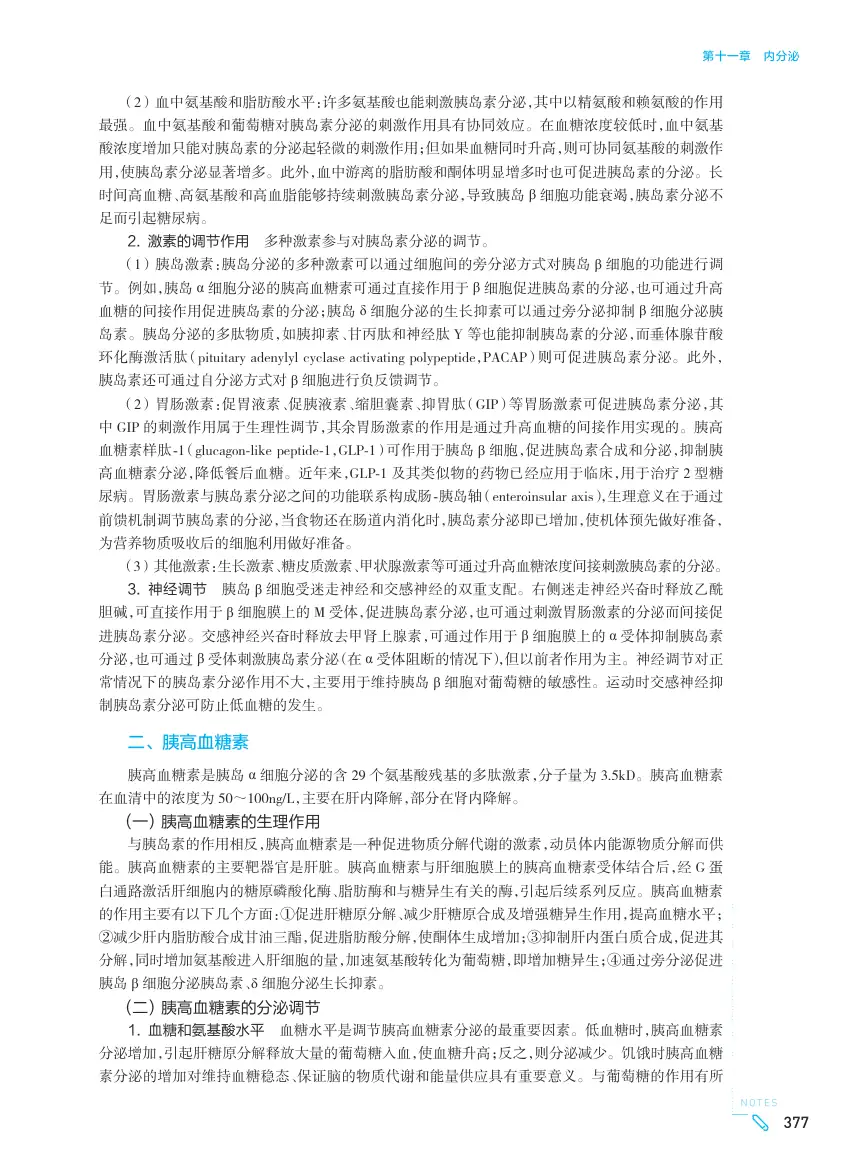 第十一章　内分泌
（2）血中氨基酸和脂肪酸水平：许多氨基酸也能刺激胰岛素分泌，其中以精氨酸和赖氨酸的作用
最强。血中氨基酸和葡萄糖对胰岛素分泌的刺激作用具有协同效应。在血糖浓度较低时，血中氨基
酸浓度增加只能对胰岛素的分泌起轻微的刺激作用；但如果血糖同时升高，则可协同氨基酸的刺激作
用，使胰岛素分泌显著增多。此外，血中游离的脂肪酸和酮体明显增多时也可促进胰岛素的分泌。长
时间高血糖、高氨基酸和高血脂能够持续刺激胰岛素分泌，导致胰岛 β 细胞功能衰竭，胰岛素分泌不
足而引起糖尿病。
2. 激素的调节作用　多种激素参与对胰岛素分泌的调节。
（1）胰岛激素：胰岛分泌的多种激素可以通过细胞间的旁分泌方式对胰岛 β 细胞的功能进行调
节。例如，胰岛 α 细胞分泌的胰高血糖素可通过直接作用于 β 细胞促进胰岛素的分泌，也可通过升高
血糖的间接作用促进胰岛素的分泌；胰岛 δ 细胞分泌的生长抑素可以通过旁分泌抑制 β 细胞分泌胰
岛素。胰岛分泌的多肽物质，如胰抑素、甘丙肽和神经肽 Y 等也能抑制胰岛素的分泌，而垂体腺苷酸
环化酶激活肽（pituitary adenylyl cyclase activating polypeptide，PACAP）则可促进胰岛素分泌。此外，
胰岛素还可通过自分泌方式对 β 细胞进行负反馈调节。
（2）胃肠激素：促胃液素、促胰液素、缩胆囊素、抑胃肽（GIP）等胃肠激素可促进胰岛素分泌，其
中 GIP 的刺激作用属于生理性调节，其余胃肠激素的作用是通过升高血糖的间接作用实现的。胰高
血糖素样肽-1（glucagon-like peptide-1，GLP-1）可作用于胰岛 β 细胞，促进胰岛素合成和分泌，抑制胰
高血糖素分泌，降低餐后血糖。近年来，GLP-1 及其类似物的药物已经应用于临床，用于治疗 2 型糖
尿病。胃肠激素与胰岛素分泌之间的功能联系构成肠-胰岛轴（enteroinsular axis），生理意义在于通过
前馈机制调节胰岛素的分泌，当食物还在肠道内消化时，胰岛素分泌即已增加，使机体预先做好准备，
为营养物质吸收后的细胞利用做好准备。
（3）其他激素：生长激素、糖皮质激素、甲状腺激素等可通过升高血糖浓度间接刺激胰岛素的分泌。
3. 神经调节　胰岛 β 细胞受迷走神经和交感神经的双重支配。右侧迷走神经兴奋时释放乙酰
胆碱，可直接作用于 β 细胞膜上的 M 受体，促进胰岛素分泌，也可通过刺激胃肠激素的分泌而间接促
进胰岛素分泌。交感神经兴奋时释放去甲肾上腺素，可通过作用于 β 细胞膜上的 α 受体抑制胰岛素
分泌，也可通过 β 受体刺激胰岛素分泌（在 α 受体阻断的情况下），但以前者作用为主。神经调节对正
常情况下的胰岛素分泌作用不大，主要用于维持胰岛 β 细胞对葡萄糖的敏感性。运动时交感神经抑
制胰岛素分泌可防止低血糖的发生。
二、胰高血糖素
胰高血糖素是胰岛 α 细胞分泌的含 29 个氨基酸残基的多肽激素，分子量为 3.5kD。胰高血糖素
在血清中的浓度为 50～100ng/L，主要在肝内降解，部分在肾内降解。
（一）胰高血糖素的生理作用
与胰岛素的作用相反，胰高血糖素是一种促进物质分解代谢的激素，动员体内能源物质分解而供
能。胰高血糖素的主要靶器官是肝脏。胰高血糖素与肝细胞膜上的胰高血糖素受体结合后，经 G 蛋
白通路激活肝细胞内的糖原磷酸化酶、脂肪酶和与糖异生有关的酶，引起后续系列反应。胰高血糖素
的作用主要有以下几个方面：①促进肝糖原分解、减少肝糖原合成及增强糖异生作用，提高血糖水平；
②减少肝内脂肪酸合成甘油三酯，促进脂肪酸分解，使酮体生成增加；③抑制肝内蛋白质合成，促进其
分解，同时增加氨基酸进入肝细胞的量，加速氨基酸转化为葡萄糖，即增加糖异生；④通过旁分泌促进
胰岛 β 细胞分泌胰岛素、δ 细胞分泌生长抑素。
（二）胰高血糖素的分泌调节
1. 血糖和氨基酸水平　血糖水平是调节胰高血糖素分泌的最重要因素。低血糖时，胰高血糖素
分泌增加，引起肝糖原分解释放大量的葡萄糖入血，使血糖升高；反之，则分泌减少。饥饿时胰高血糖
素分泌的增加对维持血糖稳态、保证脑的物质代谢和能量供应具有重要意义。与葡萄糖的作用有所
NOTES
377